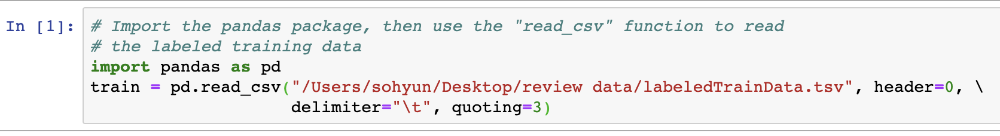 In [1]: # Import the pandas package, then use the "read_csv" function to read
# the labeled training data
import pandas as pd
train = pd.read_csv("/Users/sohyun/Desktop/review data/labeledTrainData.tsv", header=0, \
                    delimiter="\t", quoting=3)